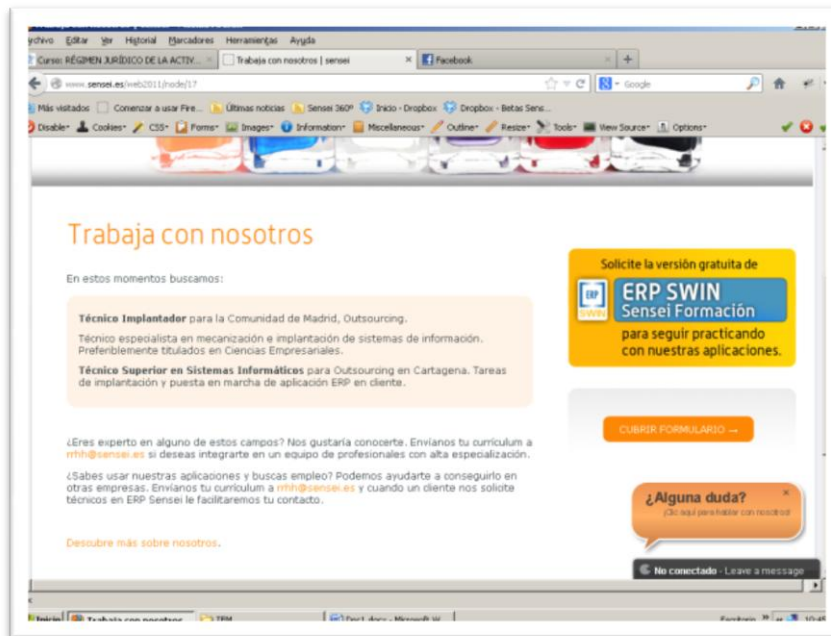 Editar Ver Historial Marcadores Herramientas Ayuda
Curso: RÉGIMEN JURÍDICO DE LA ACTIV... × Trabaja con nosotros | sensei × Facebook × +
www.sensei.es/web2011/node/17 Google
Más visitados Comenzar a usar Fire... Últimas noticias Sensei 360º Inicio - Dropbox Dropbox - Betas Sens...
Disable Cookies CSS Forms Images Information Miscellaneous Outline Resize Tools View Source Options
Trabaja con nosotros
En estos momentos buscamos:
Técnico Implantador para la Comunidad de Madrid, Outsourcing.
Técnico especialista en mecanización e implantación de sistemas de información.
Preferiblemente titulados en Ciencias Empresariales.
Técnico Superior en Sistemas Informáticos para Outsourcing en Cartagena. Tareas
de implantación y puesta en marcha de aplicación ERP en cliente.
¿Eres experto en alguno de estos campos? Nos gustaría conocerte. Envíanos tu curriculum a
rrhh@sensei.es si deseas integrarte en un equipo de profesionales con alta especialización.
¿Sabes usar nuestras aplicaciones y buscas empleo? Podemos ayudarte a conseguirlo en
otras empresas. Envíanos tu curriculum a rrhh@sensei.es y cuando un cliente nos solicite
técnicos en ERP Sensei le facilitaremos tu contacto.
Descubre más sobre nosotros.
Solicite la versión gratuita de
ERP
SWIN
ERP SWIN
Sensei Formación
para seguir practicando
con nuestras aplicaciones.
CUBRIR FORMULARIO →
¿Alguna duda? ×
¡Clic aquí para hablar con nosotros!
No conectado - Leave a message
Inicio Trabaja con nosotros Escritorio 10:45